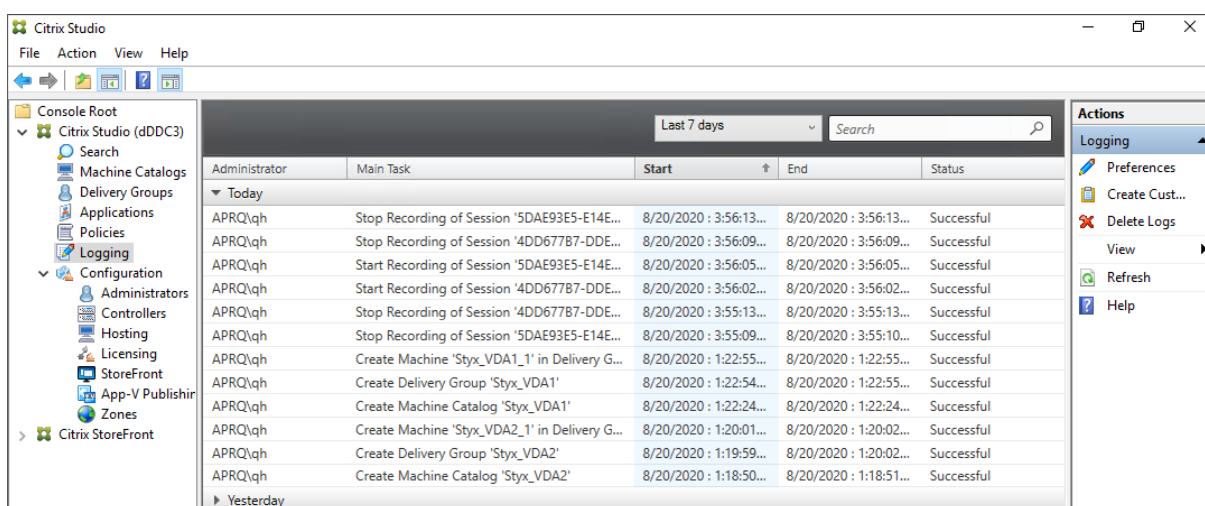 Citrix Studio
File Action View Help
Console Root
Citrix Studio (dDDC3)
Search
Machine Catalogs
Delivery Groups
Applications
Policies
Logging
Configuration
Administrators
Controllers
Hosting
Licensing
StoreFront
App-V Publishin
Zones
Citrix StoreFront
Last 7 days Search
Administrator Main Task Start End Status
Today
APRQ\qh Stop Recording of Session '5DAE93E5-E14E... 8/20/2020 : 3:56:13... 8/20/2020 : 3:56:13... Successful
APRQ\qh Stop Recording of Session '4DD677B7-DDE... 8/20/2020 : 3:56:09... 8/20/2020 : 3:56:09... Successful
APRQ\qh Start Recording of Session '5DAE93E5-E14E... 8/20/2020 : 3:56:05... 8/20/2020 : 3:56:05... Successful
APRQ\qh Start Recording of Session '4DD677B7-DDE... 8/20/2020 : 3:56:02... 8/20/2020 : 3:56:02... Successful
APRQ\qh Stop Recording of Session '4DD677B7-DDE... 8/20/2020 : 3:55:13... 8/20/2020 : 3:55:13... Successful
APRQ\qh Stop Recording of Session '5DAE93E5-E14E... 8/20/2020 : 3:55:09... 8/20/2020 : 3:55:10... Successful
APRQ\qh Create Machine 'Styx_VDA1_1' in Delivery G... 8/20/2020 : 1:22:55... 8/20/2020 : 1:22:55... Successful
APRQ\qh Create Delivery Group 'Styx_VDA1' 8/20/2020 : 1:22:54... 8/20/2020 : 1:22:55... Successful
APRQ\qh Create Machine Catalog 'Styx_VDA1' 8/20/2020 : 1:22:24... 8/20/2020 : 1:22:24... Successful
APRQ\qh Create Machine 'Styx_VDA2_1' in Delivery G... 8/20/2020 : 1:20:01... 8/20/2020 : 1:20:02... Successful
APRQ\qh Create Delivery Group 'Styx_VDA2' 8/20/2020 : 1:19:59... 8/20/2020 : 1:20:02... Successful
APRQ\qh Create Machine Catalog 'Styx_VDA2' 8/20/2020 : 1:18:50... 8/20/2020 : 1:18:51... Successful
Yesterday
Actions
Logging
Preferences
Create Cust...
Delete Logs
View
Refresh
Help